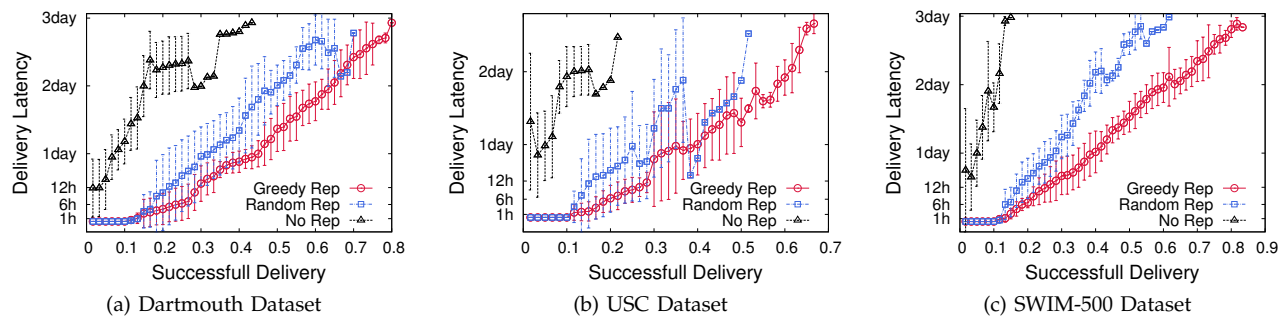 3day
2day
1day
12h
6h
1h
Delivery Latency
Greedy Rep
Random Rep
No Rep
0 0.1 0.2 0.3 0.4 0.5 0.6 0.7 0.8
Successfull Delivery
(a) Dartmouth Dataset
2day
1day
12h
6h
1h
Delivery Latency
Greedy Rep
Random Rep
No Rep
0 0.1 0.2 0.3 0.4 0.5 0.6 0.7
Successfull Delivery
(b) USC Dataset
3day
2day
1day
12h
6h
1h
Delivery Latency
Greedy Rep
Random Rep
No Rep
0 0.1 0.2 0.3 0.4 0.5 0.6 0.7 0.8 0.9
Successfull Delivery
(c) SWIM-500 Dataset